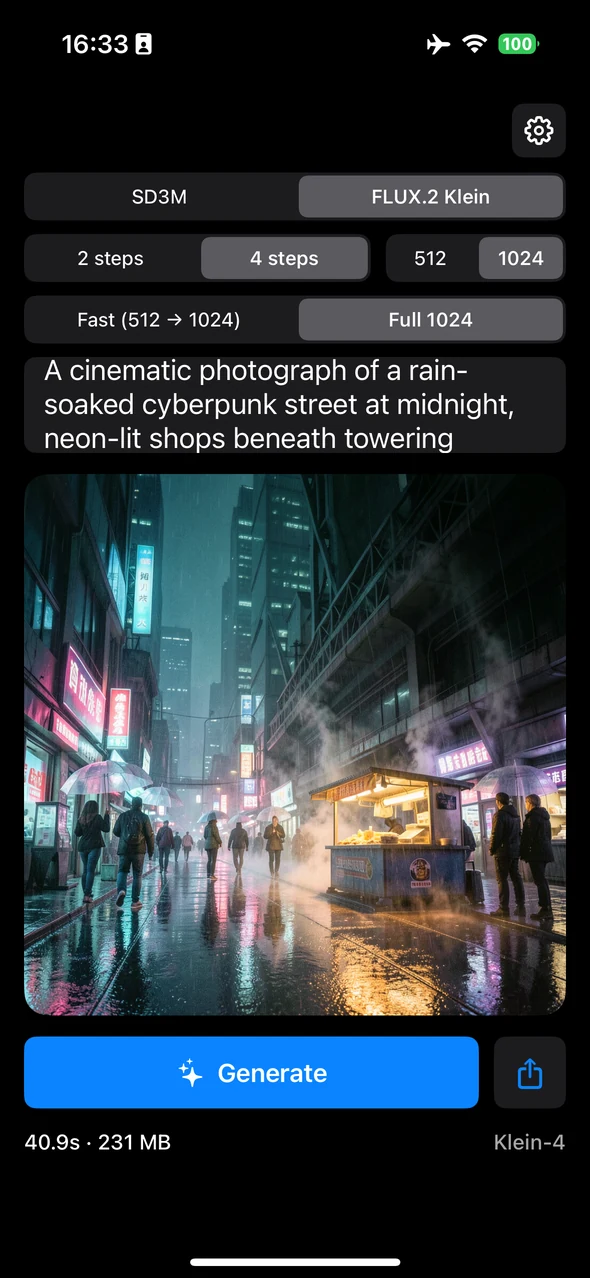 16:33
100
SD3M
FLUX.2 Klein
2 steps
4 steps
512
1024
Fast (512 → 1024)
Full 1024
A cinematic photograph of a rain-
soaked cyberpunk street at midnight,
neon-lit shops beneath towering
Generate
40.9s · 231 MB
Klein-4